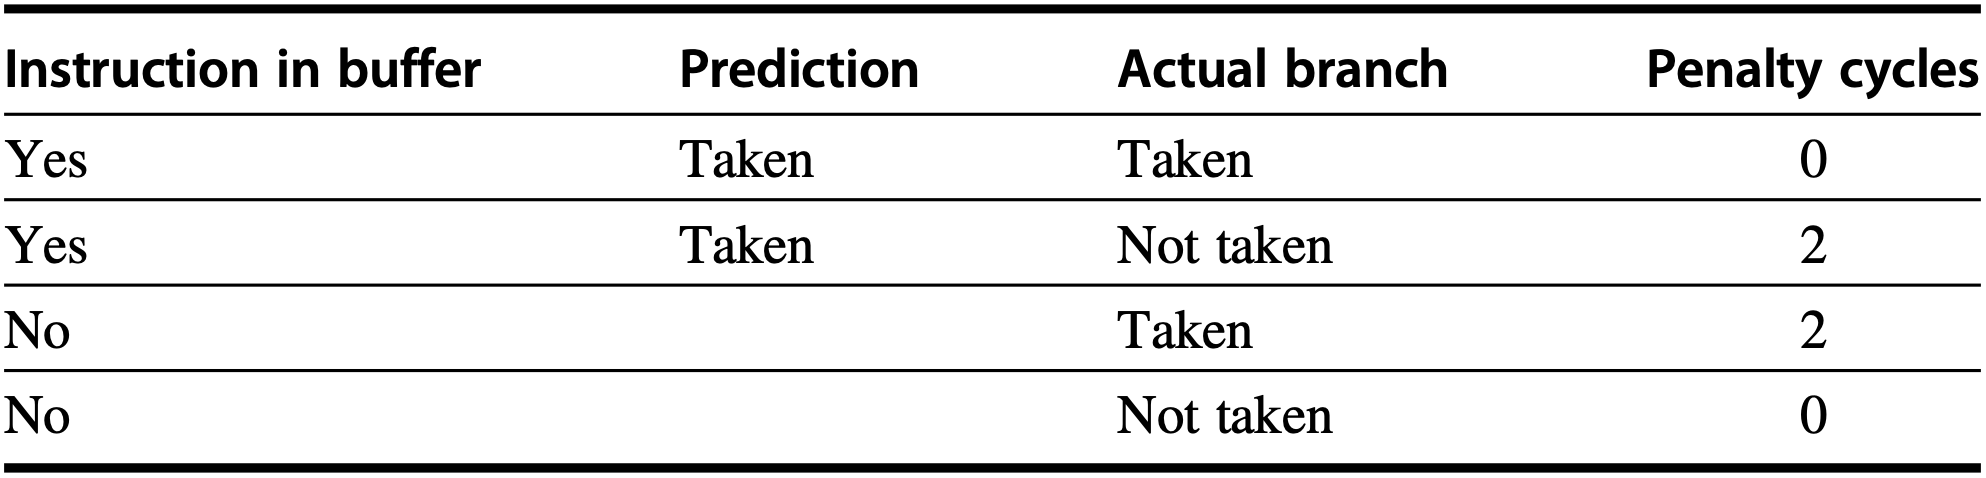 Instruction in buffer Prediction Actual branch Penalty cycles
Yes Taken Taken 0
Yes Taken Not taken 2
No Taken 2
No Not taken 0